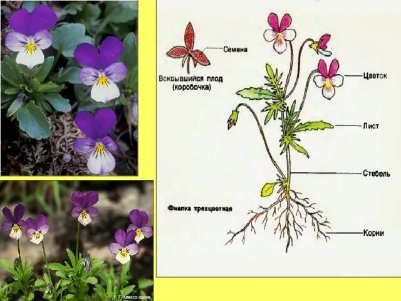 Семена
Вскрывшийся плод
(коробочка)
Цветок
Лист
Стебель
Фиалка трехцветная
Корни